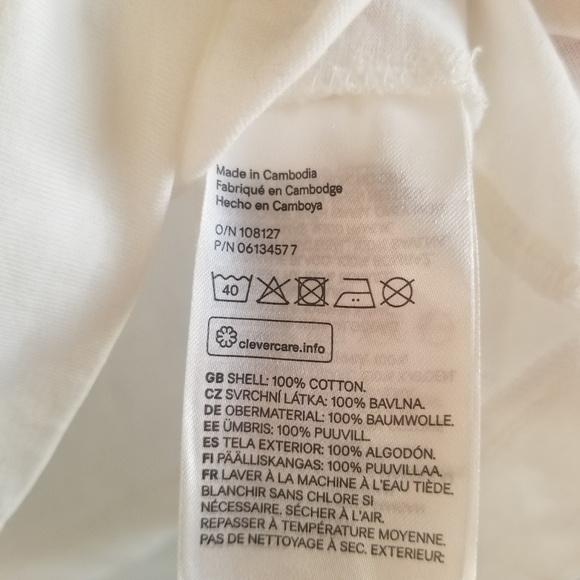 Made in Cambodia
Fabriqué en Cambodge
Hecho en Camboya
O/N 108127
P/N 06134577
40
clevercare.info
GB SHELL: 100% COTTON.
CZ SVRCHNÍ LÁTKA: 100% BAVLNA.
DE OBERMATERIAL: 100% BAUMWOLLE.
EE ÜMBRIS: 100% PUUVILL.
ES TELA EXTERIOR: 100% ALGODÓN.
FI PÄÄLLISKANGAS: 100% PUUVILLAA.
FR LAVER À LA MACHINE À L'EAU TIÈDE.
BLANCHIR SANS CHLORE SI
NÉCESSAIRE. SÉCHER À L'AIR.
REPASSER À TEMPÉRATURE MOYENNE.
PAS DE NETTOYAGE À SEC. EXTERIEUR: